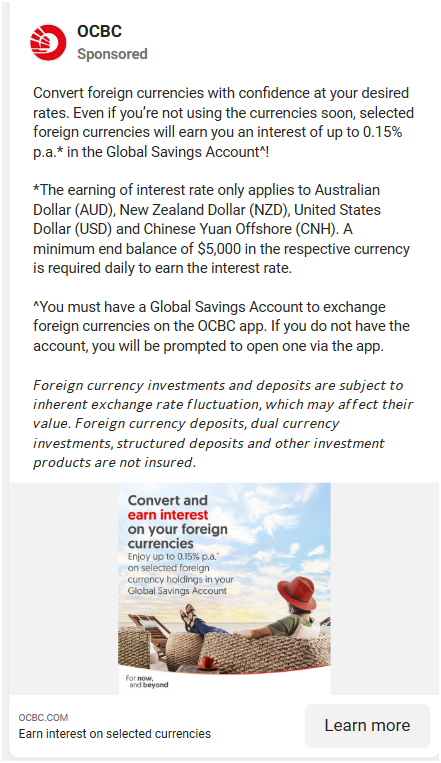 OCBC
Sponsored
Convert foreign currencies with confidence at your desired
rates. Even if you’re not using the currencies soon, selected
foreign currencies will earn you an interest of up to 0.15%
p.a.* in the Global Savings Account^!
*The earning of interest rate only applies to Australian
Dollar (AUD), New Zealand Dollar (NZD), United States
Dollar (USD) and Chinese Yuan Offshore (CNH). A
minimum end balance of $5,000 in the respective currency
is required daily to earn the interest rate.
^You must have a Global Savings Account to exchange
foreign currencies on the OCBC app. If you do not have the
account, you will be prompted to open one via the app.
Foreign currency investments and deposits are subject to
inherent exchange rate fluctuation, which may affect their
value. Foreign currency deposits, dual currency
investments, structured deposits and other investment
products are not insured.
Convert and
earn interest
on your foreign
currencies
Enjoy up to 0.15% p.a.*
on selected foreign
currency holdings in your
Global Savings Account
For now,
and beyond
OCBC.COM
Earn interest on selected currencies
Learn more